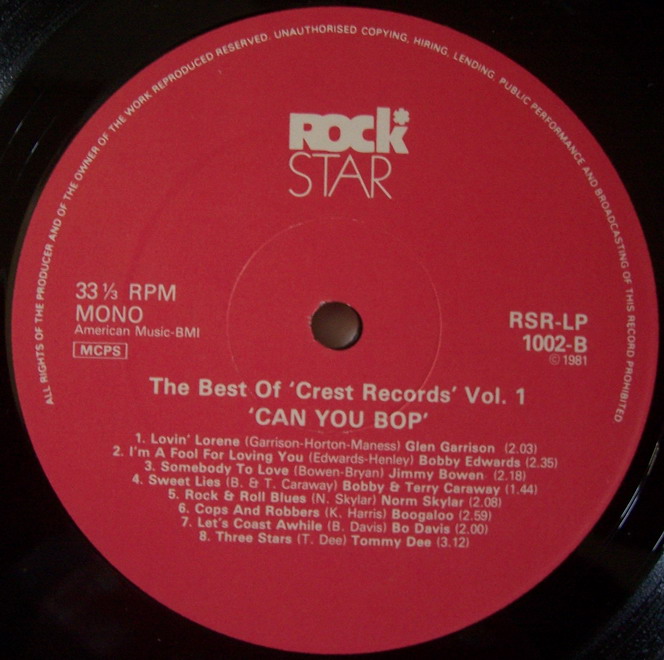 ALL RIGHTS OF THE PRODUCER AND OF THE OWNER OF THE WORK REPRODUCED RESERVED. UNAUTHORISED COPYING, HIRING, LENDING, PUBLIC PERFORMANCE AND BROADCASTING OF THIS RECORD PROHIBITED
ROCK*
STAR
33 ⅓ RPM
MONO
American Music-BMI
MCPS
RSR-LP
1002-B
© 1981
The Best Of 'Crest Records' Vol. 1
'CAN YOU BOP'
1. Lovin' Lorene (Garrison-Horton-Maness) Glen Garrison (2.03)
2. I'm A Fool For Loving You (Edwards-Henley) Bobby Edwards (2.35)
3. Somebody To Love (Bowen-Bryan) Jimmy Bowen (2.18)
4. Sweet Lies (B. & T. Caraway) Bobby & Terry Caraway (1.44)
5. Rock & Roll Blues (N. Skylar) Norm Skylar (2.08)
6. Cops And Robbers (K. Harris) Boogaloo (2.59)
7. Let's Coast Awhile (B. Davis) Bo Davis (2.00)
8. Three Stars (T. Dee) Tommy Dee (3.12)